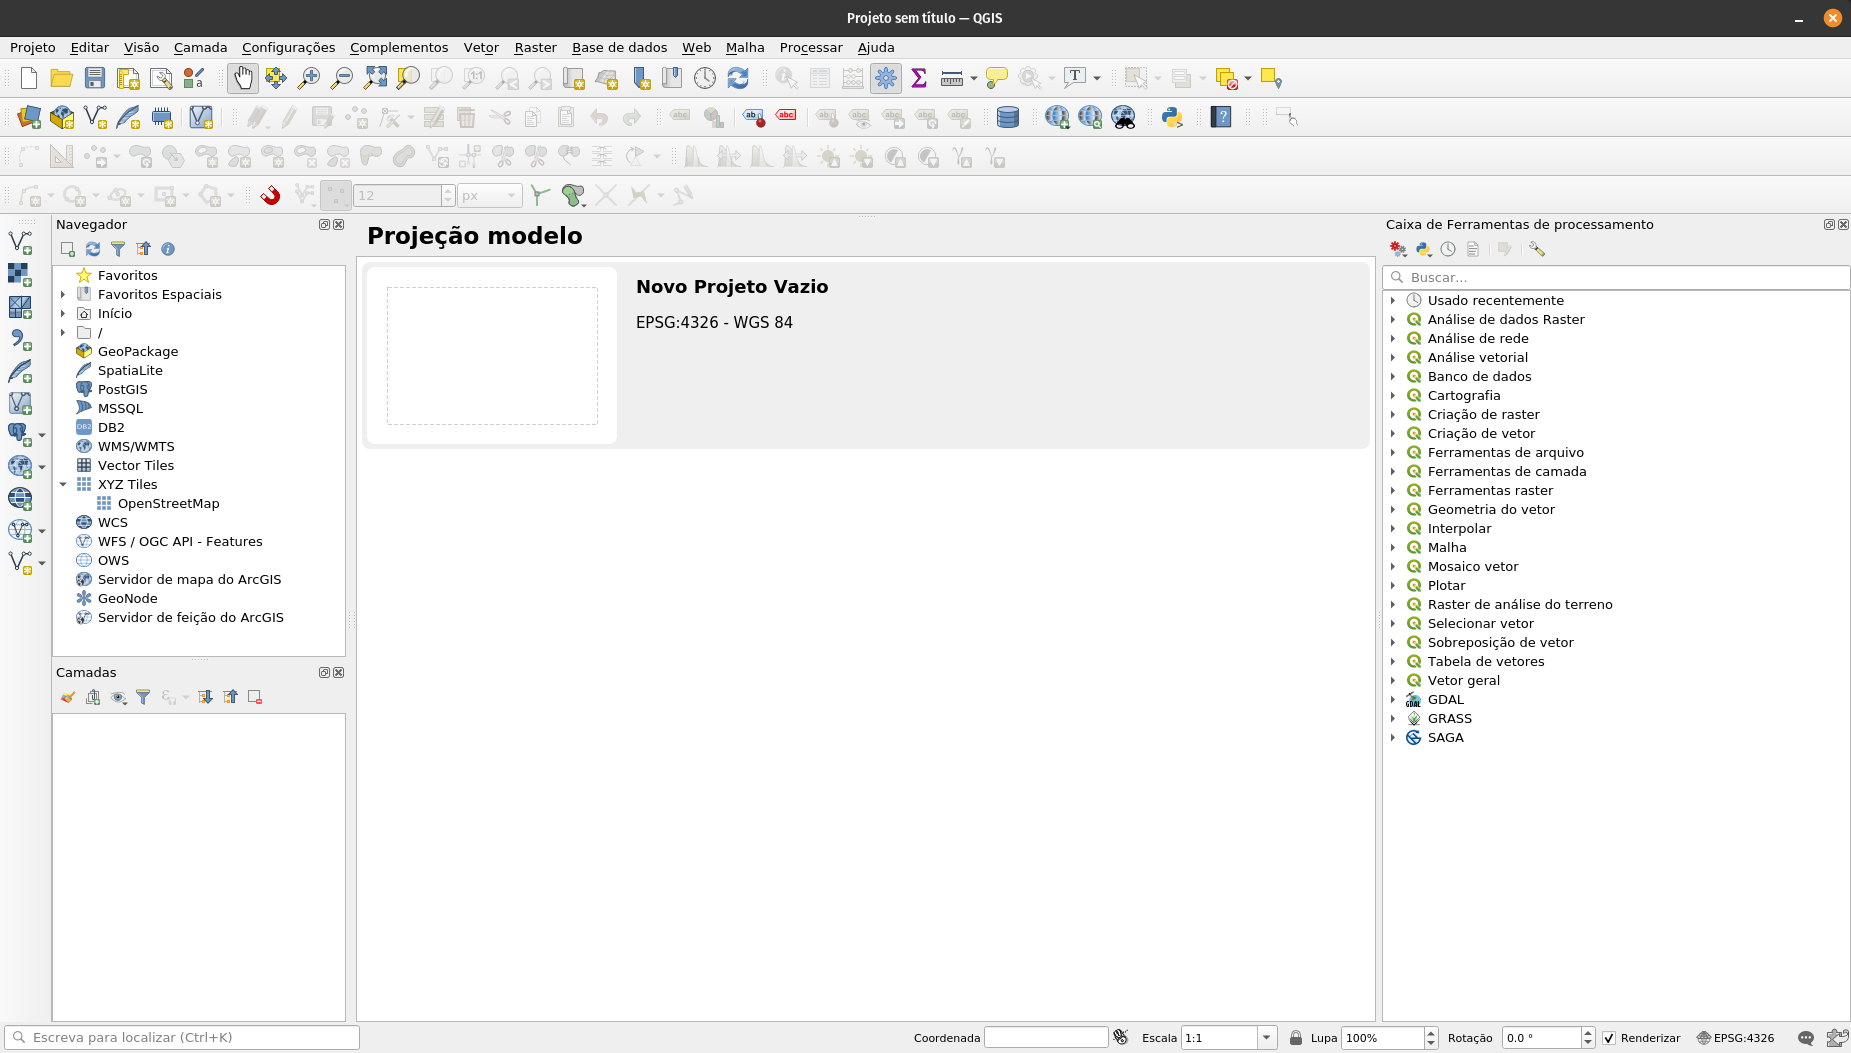 Projeto sem título — QGIS
Projeto Editar Visão Camada Configurações Complementos Vetor Raster Base de dados Web Malha Processar Ajuda
1:1
T
abc
12
px
Navegador
Favoritos
Favoritos Espaciais
Início
/
GeoPackage
SpatiaLite
PostGIS
MSSQL
DB2
WMS/WMTS
Vector Tiles
XYZ Tiles
OpenStreetMap
WCS
WFS / OGC API - Features
OWS
Servidor de mapa do ArcGIS
GeoNode
Servidor de feição do ArcGIS
Camadas
Projeção modelo
Novo Projeto Vazio
EPSG:4326 - WGS 84
Caixa de Ferramentas de processamento
Buscar...
Usado recentemente
Análise de dados Raster
Análise de rede
Análise vetorial
Banco de dados
Cartografia
Criação de raster
Criação de vetor
Ferramentas de arquivo
Ferramentas de camada
Ferramentas raster
Geometria do vetor
Interpolar
Malha
Mosaico vetor
Plotar
Raster de análise do terreno
Selecionar vetor
Sobreposição de vetor
Tabela de vetores
Vetor geral
GDAL
GRASS
SAGA
Escreva para localizar (Ctrl+K)
Coordenada Escala 1:1 Lupa 100% Rotação 0.0 ° Renderizar EPSG:4326